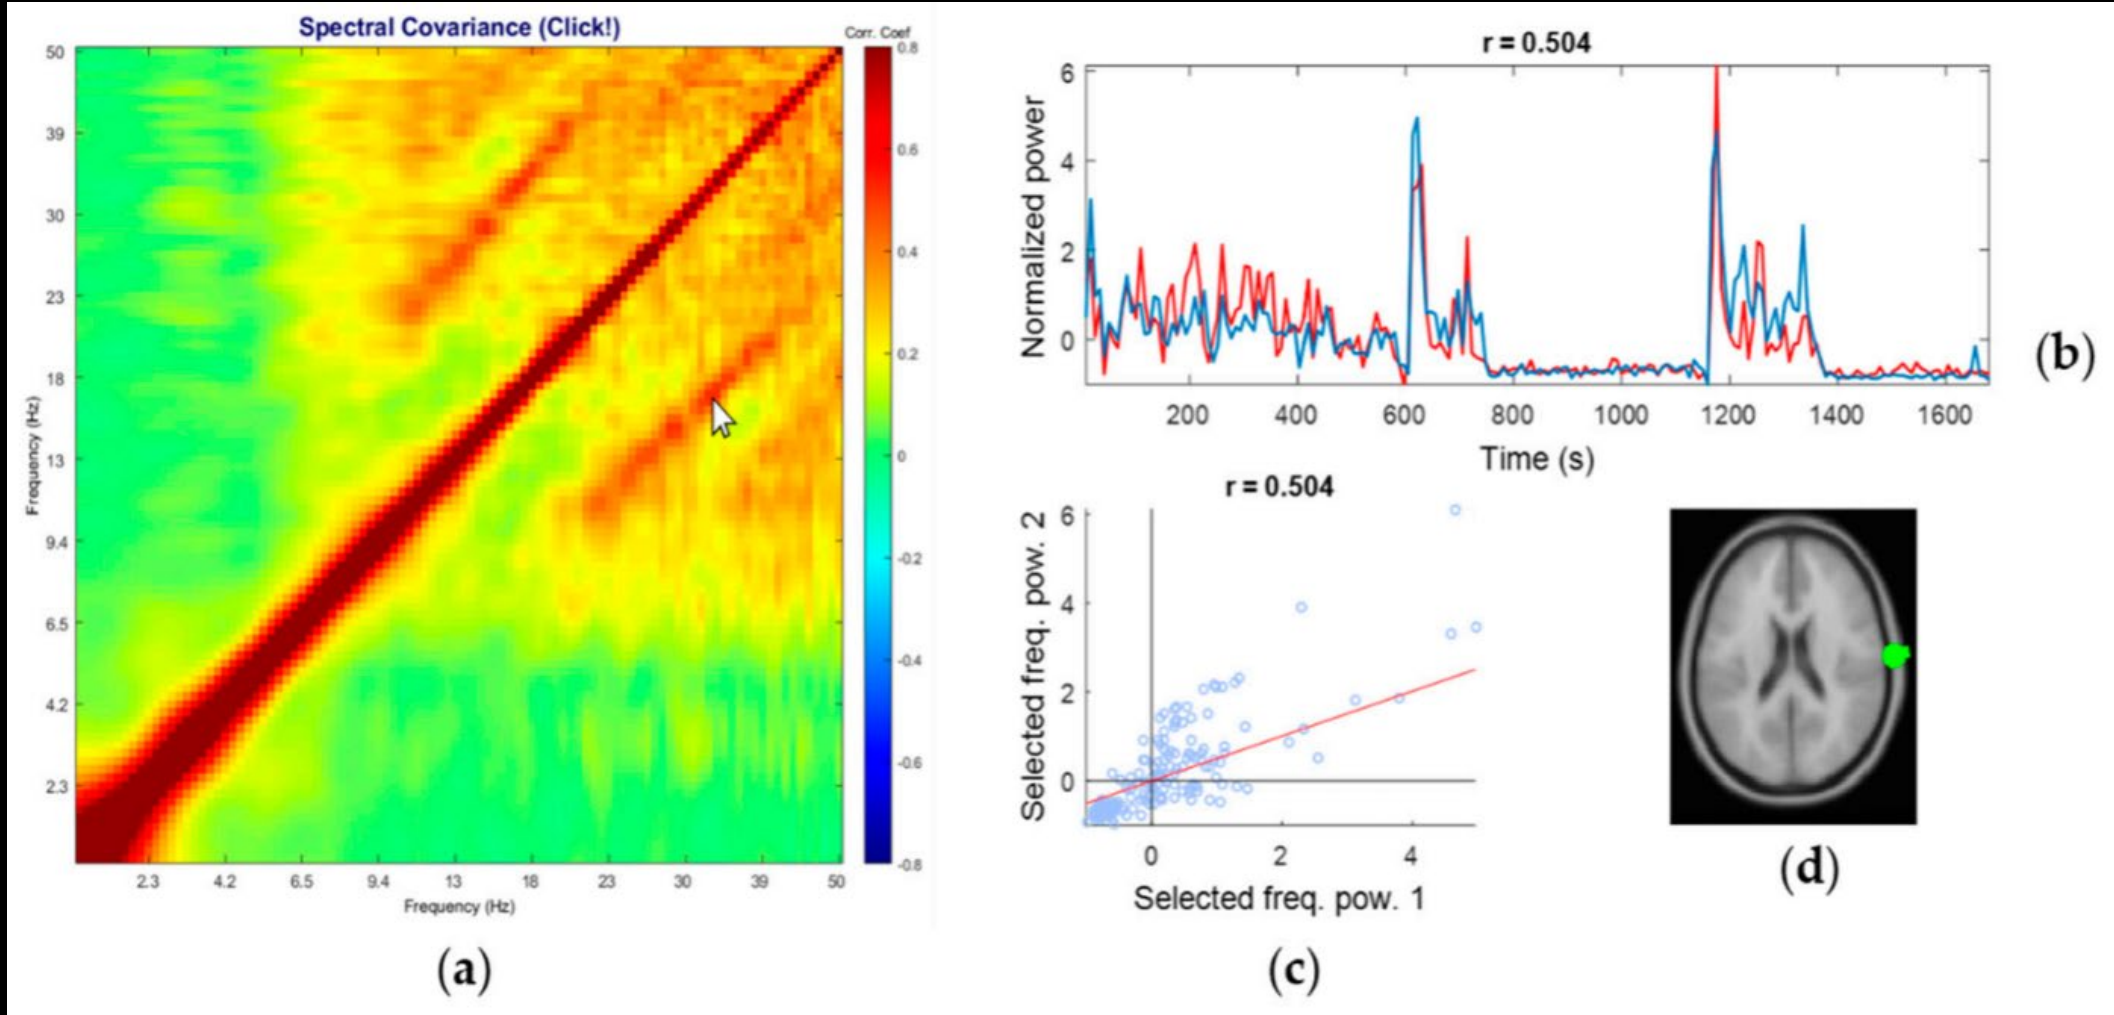 Spectral Covariance (Click!)
Corr. Coef
50
39
30
23
18
13
9.4
6.5
4.2
2.3
Frequency (Hz)
2.3 4.2 6.5 9.4 13 18 23 30 39 50
Frequency (Hz)
0.8
0.6
0.4
0.2
0
-0.2
-0.4
-0.6
-0.8
(a)
r = 0.504
6
4
2
0
Normalized power
200 400 600 800 1000 1200 1400 1600
Time (s)
(b)
r = 0.504
6
4
2
0
Selected freq. pow. 2
0 2 4
Selected freq. pow. 1
(c)
(d)